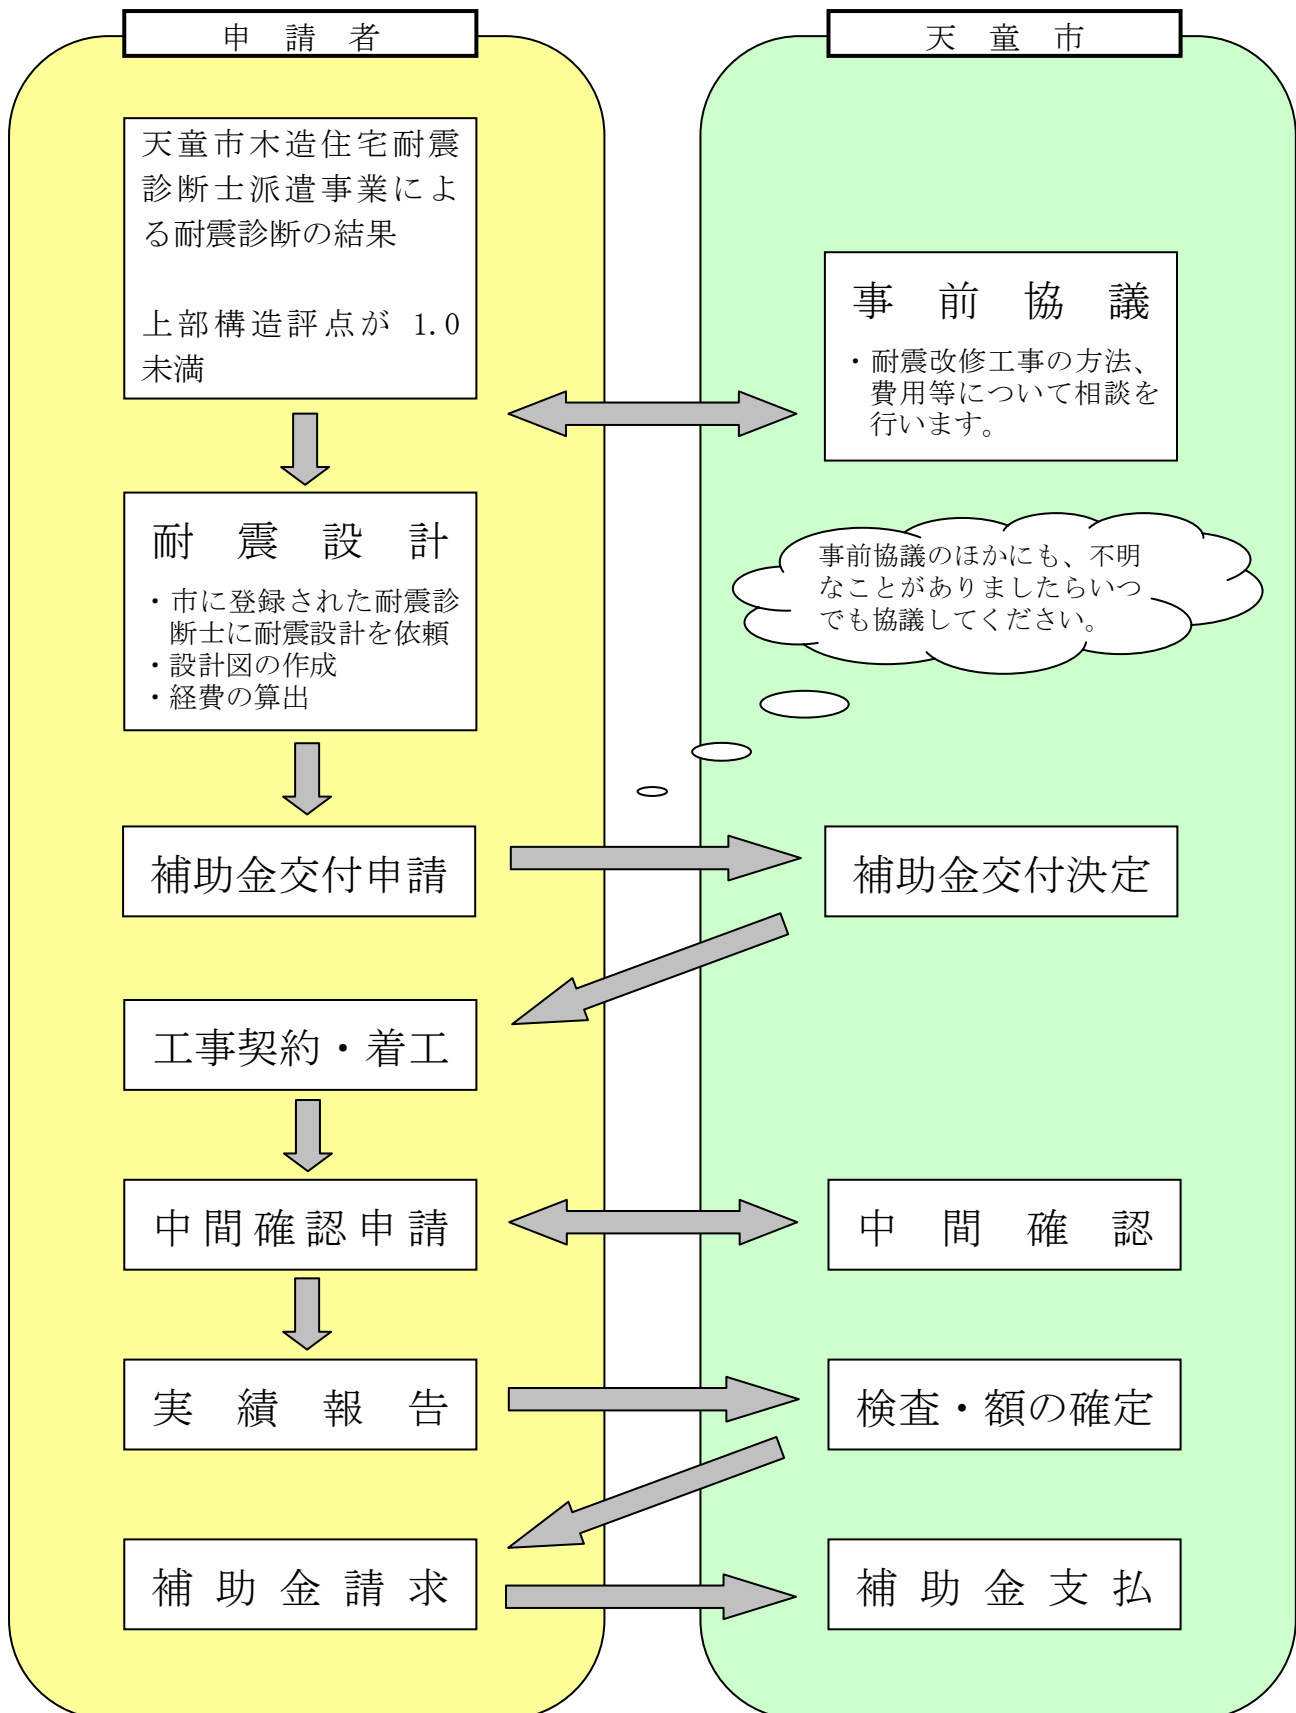 申請者
天童市
天童市木造住宅耐震
診断士派遣事業によ
る耐震診断の結果
上部構造評点が 1.0
未満
事前協議
・耐震改修工事の方法、
費用等について相談を
行います。
耐震設計
・市に登録された耐震診
断士に耐震設計を依頼
・設計図の作成
・経費の算出
事前協議のほかにも、不明
なことがありましたらいつ
でも協議してください。
補助金交付申請
補助金交付決定
工事契約・着工
中間確認申請
中間確認
実績報告
検査・額の確定
補助金請求
補助金支払